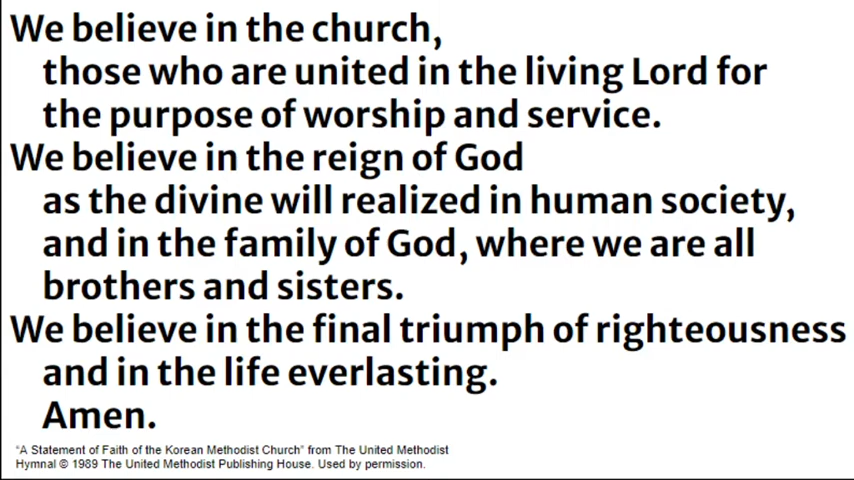 We believe in the church,
those who are united in the living Lord for
the purpose of worship and service.
We believe in the reign of God
as the divine will realized in human society,
and in the family of God, where we are all
brothers and sisters.
We believe in the final triumph of righteousness
and in the life everlasting.
Amen.
“A Statement of Faith of the Korean Methodist Church” from The United Methodist
Hymnal © 1989 The United Methodist Publishing House. Used by permission.